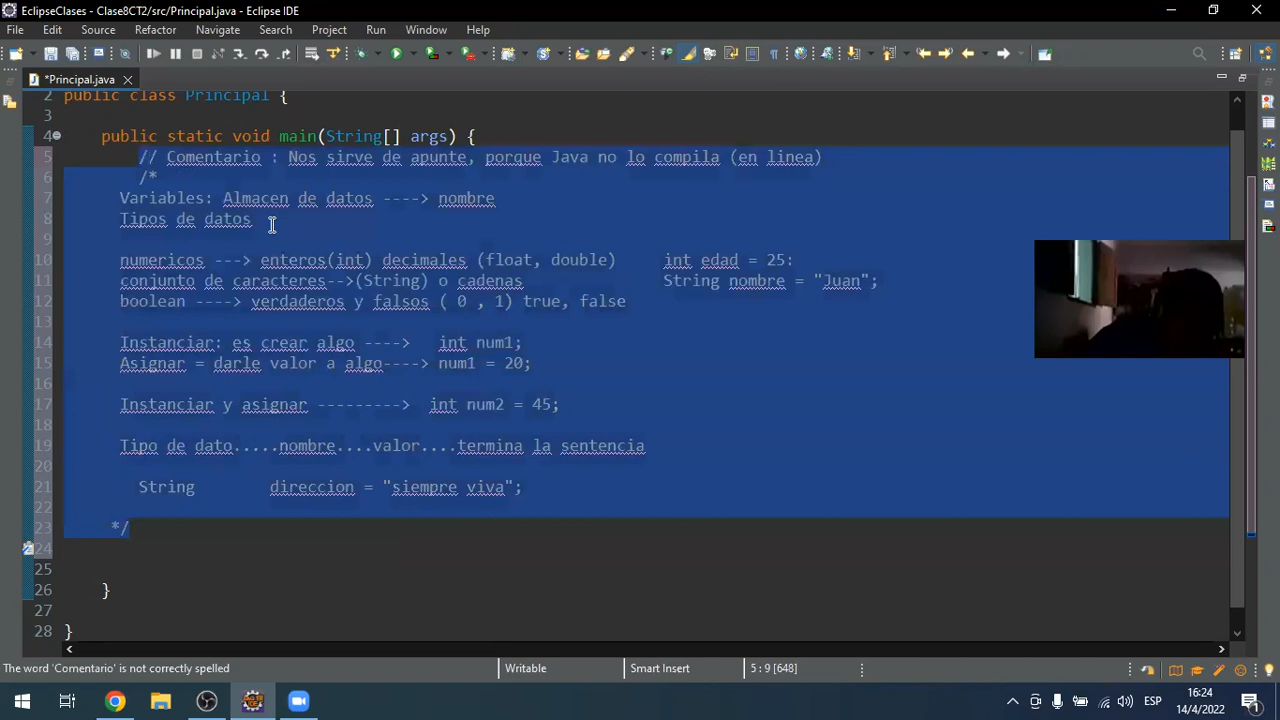 EclipseClases - Clase8CT2/src/Principal.java - Eclipse IDE
File Edit Source Refactor Navigate Search Project Run Window Help
*Principal.java
2 public class Principal {
3
4 public static void main(String[] args) {
5 // Comentario : Nos sirve de apunte, porque Java no lo compila (en linea)
6 /*
7 Variables: Almacen de datos ----> nombre
8 Tipos de datos
9
10 numericos ---> enteros(int) decimales (float, double) int edad = 25:
11 conjunto de caracteres-->(String) o cadenas String nombre = "Juan";
12 boolean ----> verdaderos y falsos ( 0 , 1) true, false
13
14 Instanciar: es crear algo ----> int num1;
15 Asignar = darle valor a algo----> num1 = 20;
16
17 Instanciar y asignar ---------> int num2 = 45;
18
19 Tipo de dato.....nombre....valor....termina la sentencia
20
21 String direccion = "siempre viva";
22
23 */
24
25
26 }
27
28 }
The word 'Comentario' is not correctly spelled Writable Smart Insert 5 : 9 [648]
ESP 16:24
14/4/2022